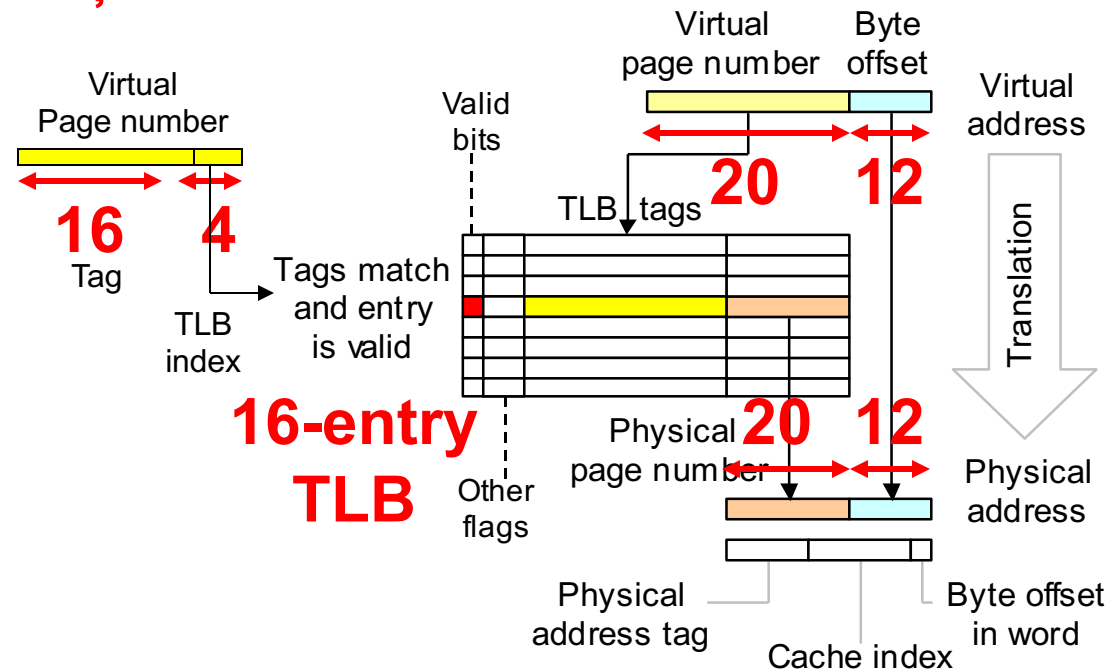 Virtual
page number
Byte
offset
Virtual
address
Virtual
Page number
Valid
bits
20
12
16
4
Tag
TLB tags
TLB
index
Tags match
and entry
is valid
Translation
16-entry
TLB
Other
flags
Physical
page number
20
12
Physical
address
Physical
address tag
Cache index
Byte offset
in word